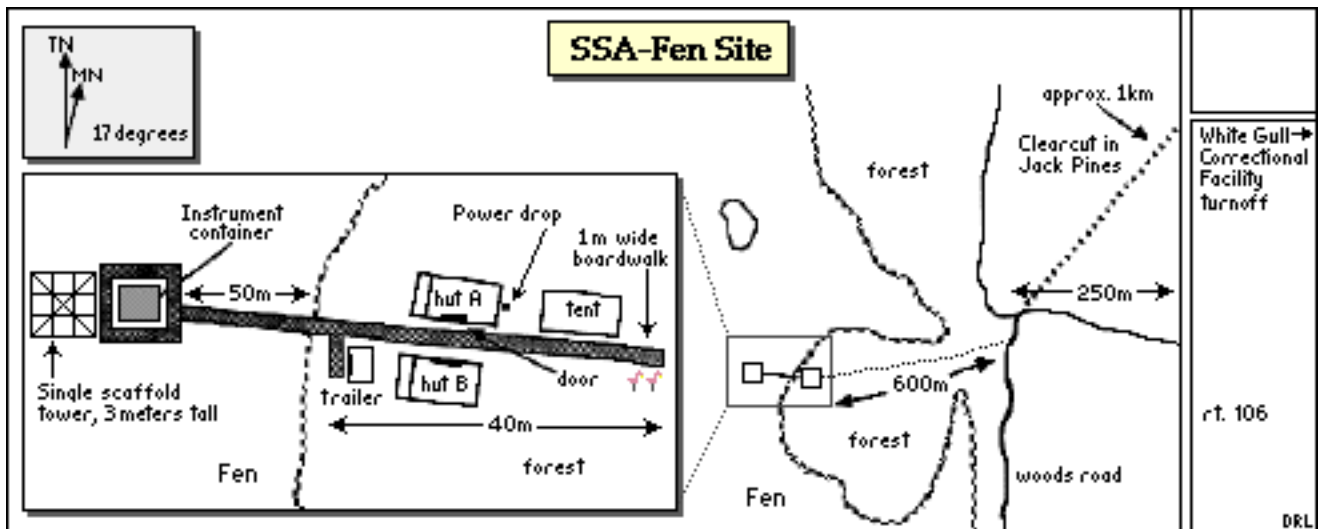 SSA-Fen Site
TN
MN
17 degrees
approx. 1km
Clearcut in
Jack Pines
White Gull
Correctional
Facility
turnoff
forest
Instrument
container
Power drop
1m wide
boardwalk
50m
hut A
tent
250m
Single scaffold
tower, 3 meters tall
trailer
hut B
door
600m
40m
rt. 106
forest
Fen
forest
Fen
woods road
DRL